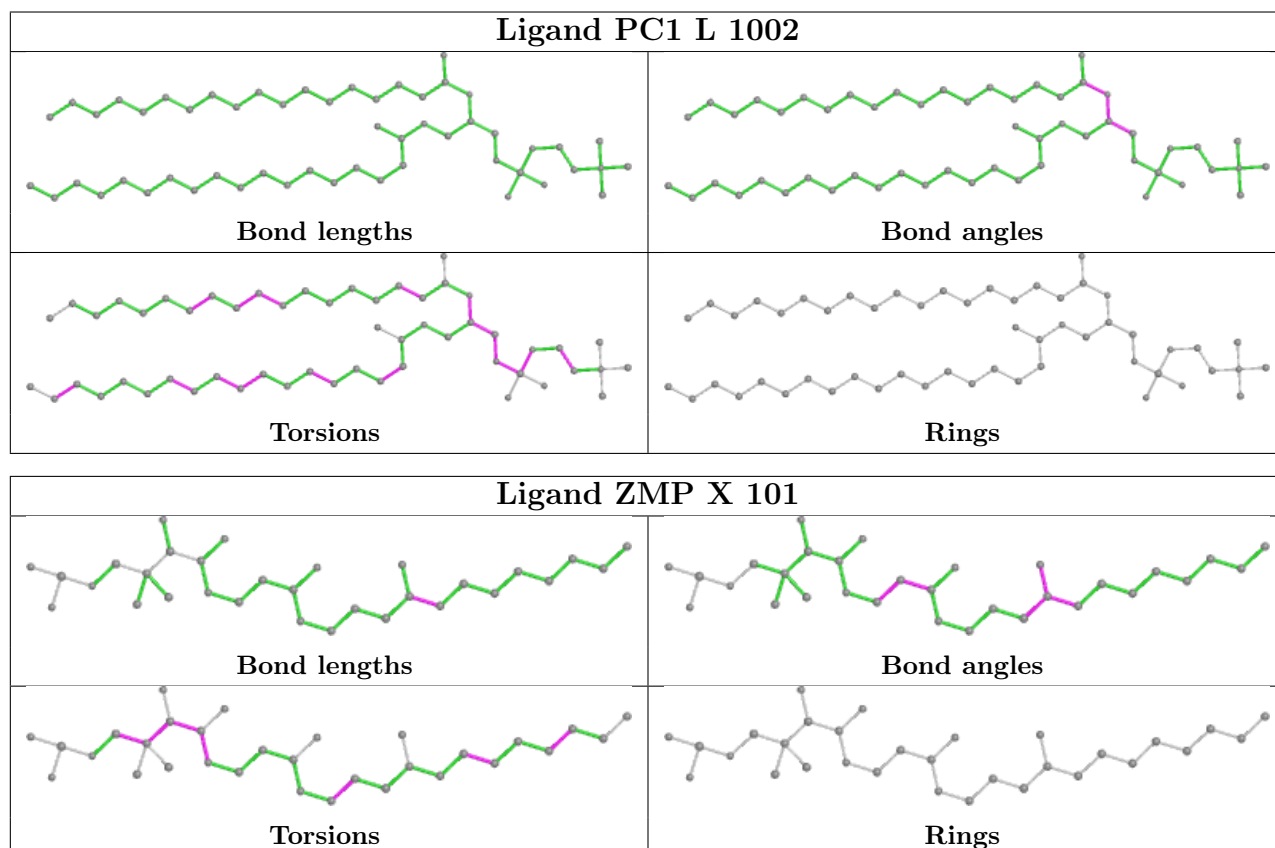 Ligand PC1 L 1002
Bond lengths
Bond angles
Torsions
Rings
Ligand ZMP X 101
Bond lengths
Bond angles
Torsions
Rings